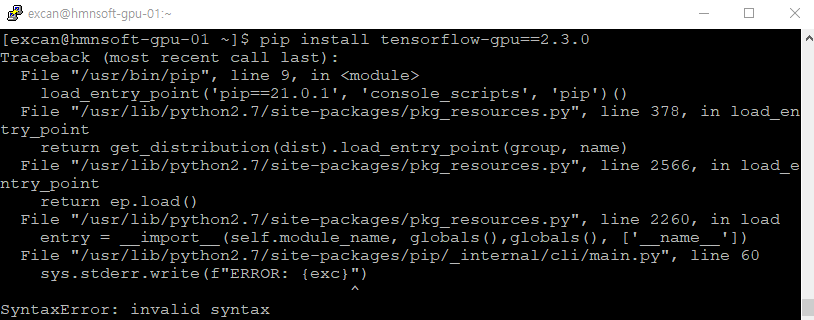 excan@hmnsoft-gpu-01:~
[excan@hmnsoft-gpu-01 ~]$ pip install tensorflow-gpu==2.3.0
Traceback (most recent call last):
  File "/usr/bin/pip", line 9, in <module>
    load_entry_point('pip==21.0.1', 'console_scripts', 'pip')()
  File "/usr/lib/python2.7/site-packages/pkg_resources.py", line 378, in load_en
try_point
    return get_distribution(dist).load_entry_point(group, name)
  File "/usr/lib/python2.7/site-packages/pkg_resources.py", line 2566, in load_e
ntry_point
    return ep.load()
  File "/usr/lib/python2.7/site-packages/pkg_resources.py", line 2260, in load
    entry = __import__(self.module_name, globals(),globals(), ['__name__'])
  File "/usr/lib/python2.7/site-packages/pip/_internal/cli/main.py", line 60
    sys.stderr.write(f"ERROR: {exc}")
                                   ^
SyntaxError: invalid syntax